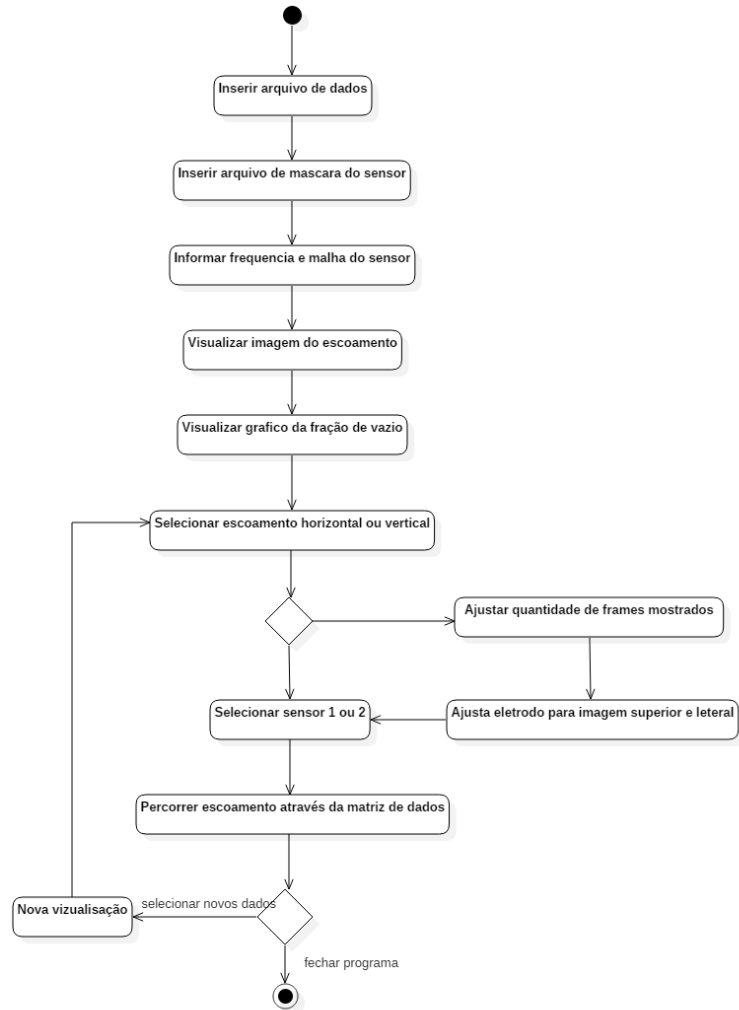 Inserir arquivo de dados
Inserir arquivo de mascara do sensor
Informar frequencia e malha do sensor
Visualizar imagem do escoamento
Visualizar grafico da fração de vazio
Selecionar escoamento horizontal ou vertical
Ajustar quantidade de frames mostrados
Selecionar sensor 1 ou 2
Ajusta eletrodo para imagem superior e leteral
Percorrer escoamento através da matriz de dados
Nova vizualisação
selecionar novos dados
fechar programa